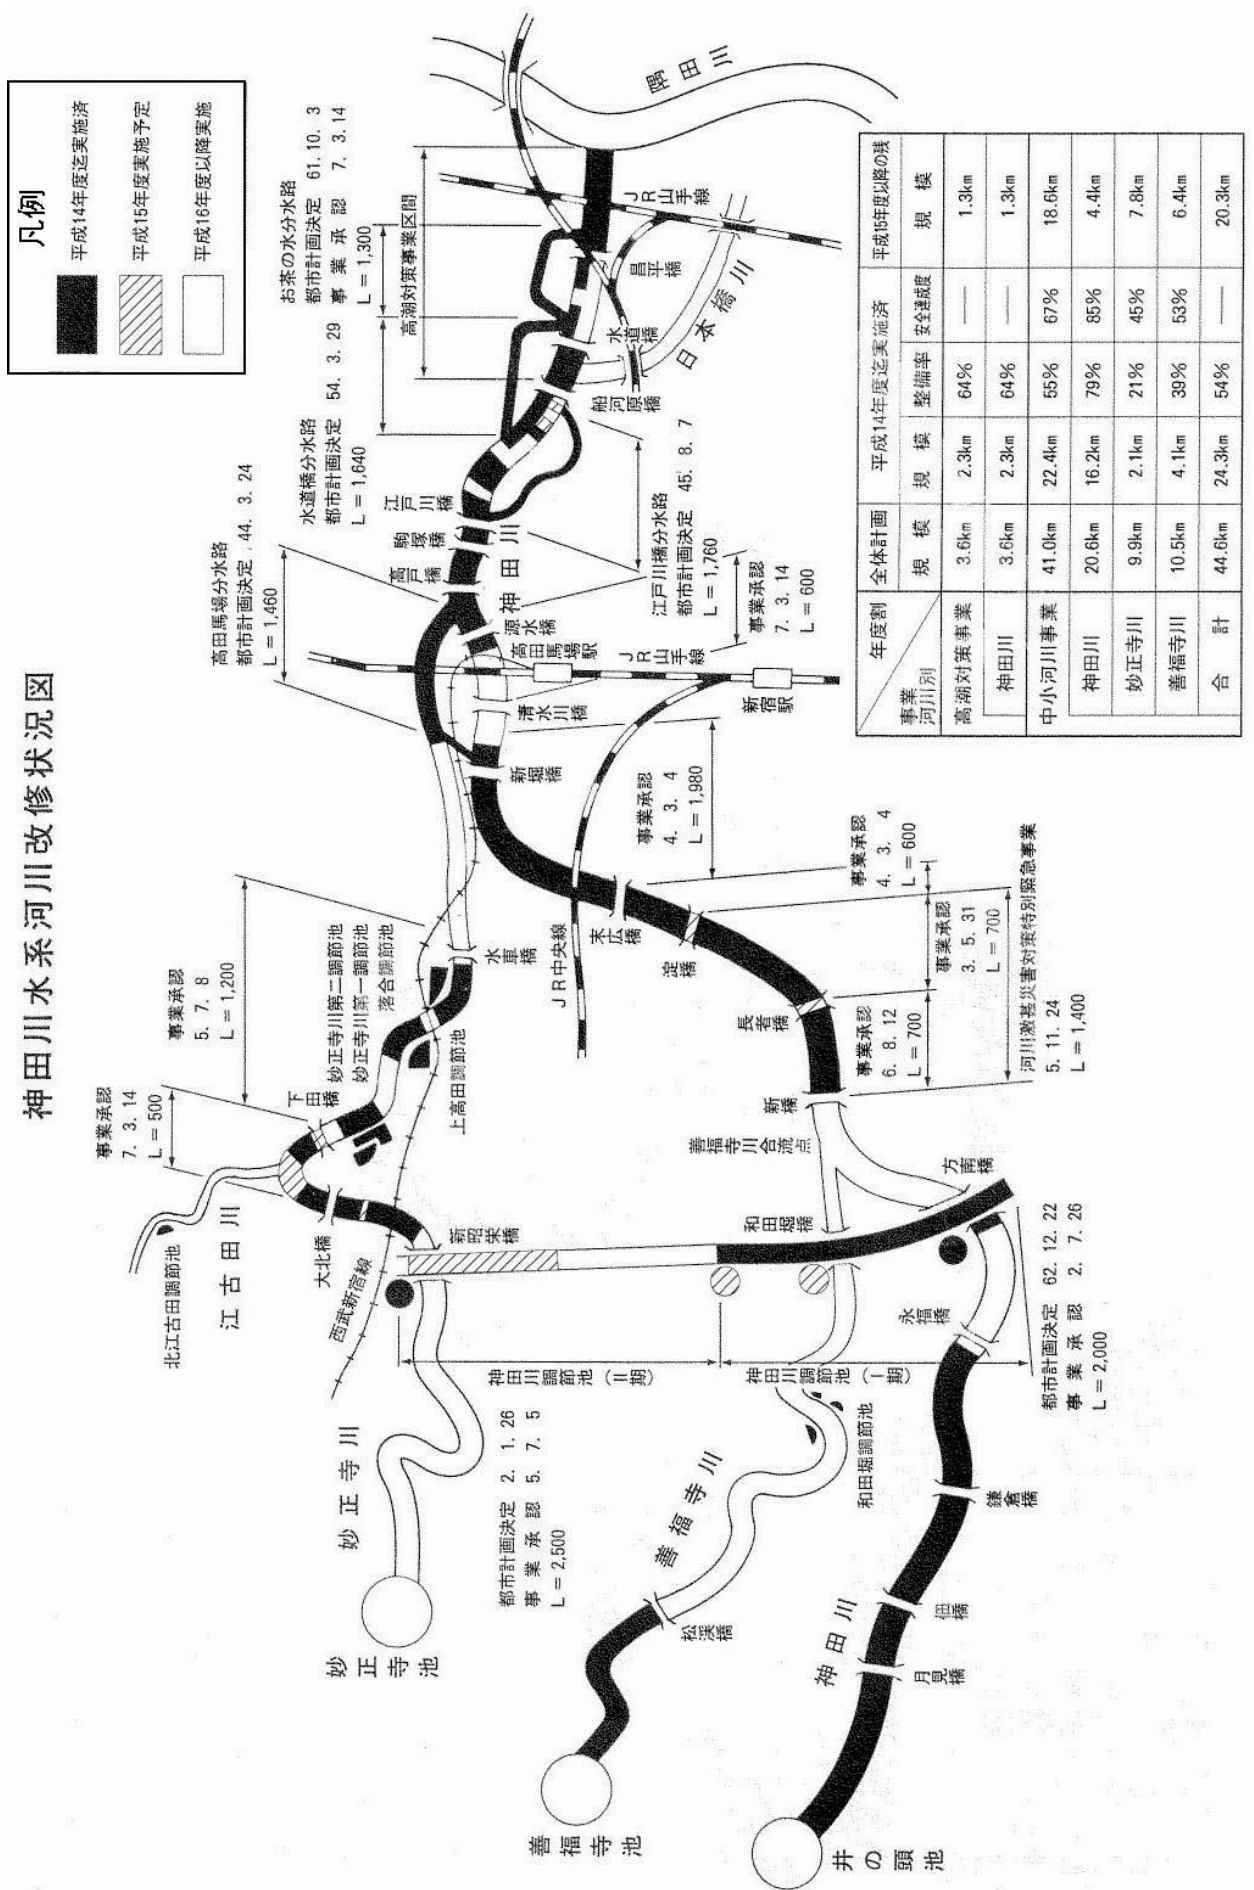 神田川水系河川改修状況図
凡例
平成14年度迄実施済
平成15年度実施予定
平成16年度以降実施
事業承認
7. 3. 14
L=500
事業承認
5. 7. 8
L=1,200
高田馬場分水路
都市計画決定 44. 3. 24
L=1,460
水道橋分水路
都市計画決定 54. 3. 29
L=1,640
お茶の水分水路
都市計画決定 61. 10. 3
事業承認 7. 3. 14
L=1,300
高潮対策事業区間
隅田川
北江古田調節池
江古田川
大北橋
下田橋
妙正寺川第二調節池
妙正寺川第一調節池
落合調節池
上高田調節池
水車橋
高戸橋
駒塚橋
江戸川橋
神田川
源水橋
高田馬場駅
JR山手線
清水川橋
新堀橋
新宿駅
船河原橋
水道橋
昌平橋
日本橋川
JR山手線
江戸川橋分水路
都市計画決定 45. 8. 7
L=1,760
事業承認
7. 3. 14
L=600
事業承認
4. 3. 4
L=1,980
JR中央線
末広橋
淀橋
長者橋
事業承認
4. 3. 4
L=600
事業承認
3. 5. 31
L=700
事業承認
6. 8. 12
L=700
河川激甚災害対策特別緊急事業
5. 11. 24
L=1,400
新橋
善福寺川合流点
方南橋
和田堀橋
新昭栄橋
西武新宿線
妙正寺川
妙正寺池
神田川調節池(II期)
神田川調節池(I期)
都市計画決定 2. 1. 26
事業承認 5. 7. 5
L=2,500
都市計画決定 62. 12. 22
事業承認 2. 7. 26
L=2,000
永福橋
和田堀調節池
善福寺川
松渓橋
善福寺池
鎌倉橋
佃橋
月見橋
神田川
井の頭池
年度割 全体計画 平成14年度迄実施済 平成15年度以降の残
事業 河川別 規模 規模 整備率 安全達成度 規模
高潮対策事業 3.6km 2.3km 64% ― 1.3km
神田川 3.6km 2.3km 64% ― 1.3km
中小河川事業 41.0km 22.4km 55% 67% 18.6km
神田川 20.6km 16.2km 79% 85% 4.4km
妙正寺川 9.9km 2.1km 21% 45% 7.8km
善福寺川 10.5km 4.1km 39% 53% 6.4km
合計 44.6km 24.3km 54% ― 20.3km